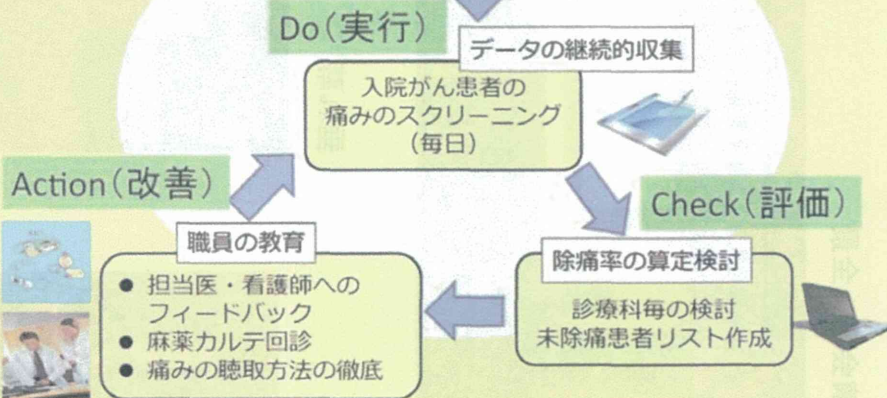 Do(実行)
データの継続的収集
入院がん患者の
痛みのスクリーニング
(毎日)
Action(改善)
Check(評価)
職員の教育
● 担当医・看護師への
フィードバック
● 麻薬カルテ回診
● 痛みの聴取方法の徹底
除痛率の算定検討
診療科毎の検討
未除痛患者リスト作成